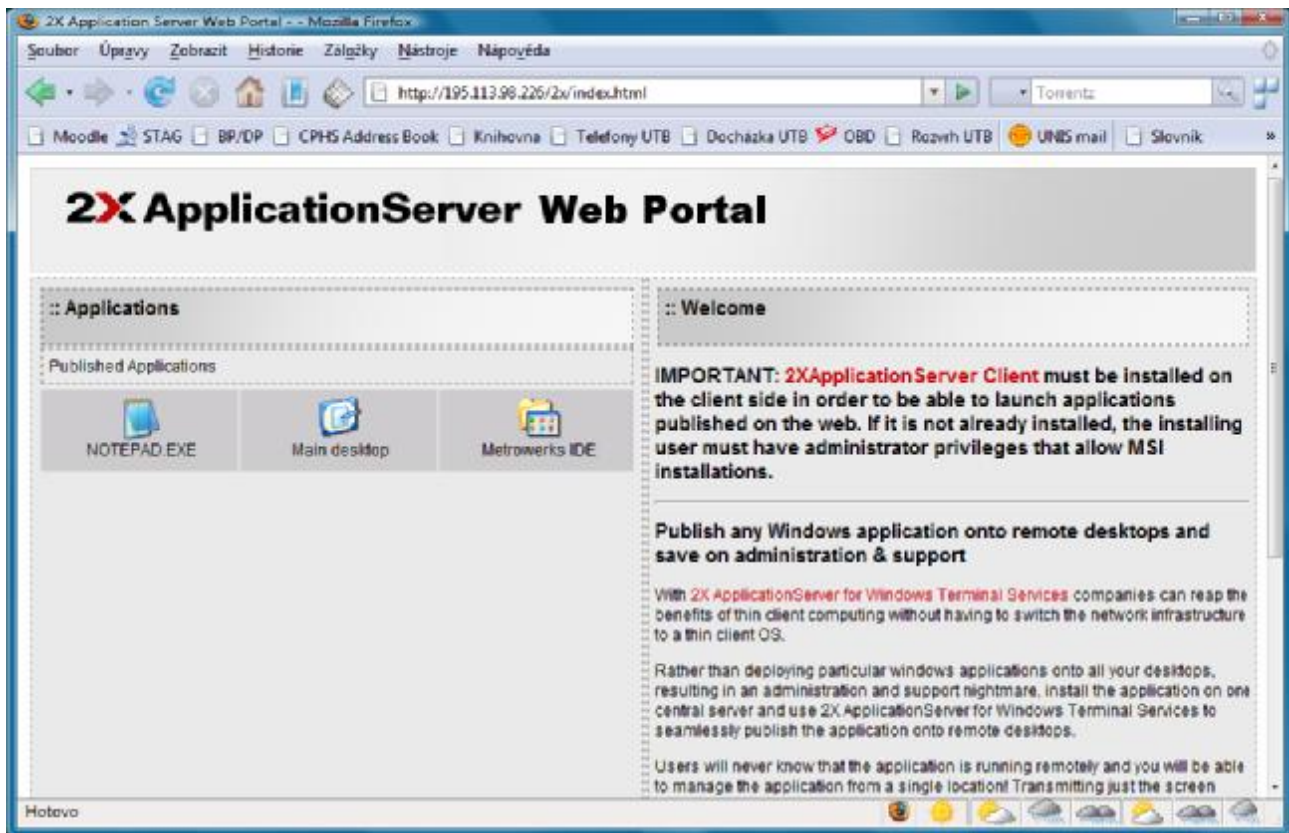 2X Application Server Web Portal - - Mozilla Firefox
Soubor Úpravy Zobrazit Historie Záložky Nástroje Nápověda
http://195.113.98.226/2x/index.html
Torrentz
Moodle STAG BP/DP CPHS Address Book Knihovna Telefony UTB Docházka UTB OBD Rozvrh UTB UNIS mail Slovník »
2X ApplicationServer Web Portal
:: Applications
Published Applications
NOTEPAD.EXE
Main desktop
Metrowerks IDE
:: Welcome
IMPORTANT: 2XApplicationServer Client must be installed on
the client side in order to be able to launch applications
published on the web. If it is not already installed, the installing
user must have administrator privileges that allow MSI
installations.
Publish any Windows application onto remote desktops and
save on administration & support
With 2X ApplicationServer for Windows Terminal Services companies can reap the
benefits of thin client computing without having to switch the network infrastructure
to a thin client OS.
Rather than deploying particular windows applications onto all your desktops,
resulting in an administration and support nightmare, install the application on one
central server and use 2X ApplicationServer for Windows Terminal Services to
seamlessly publish the application onto remote desktops.
Users will never know that the application is running remotely and you will be able
to manage the application from a single location! Transmitting just the screen
Hotovo